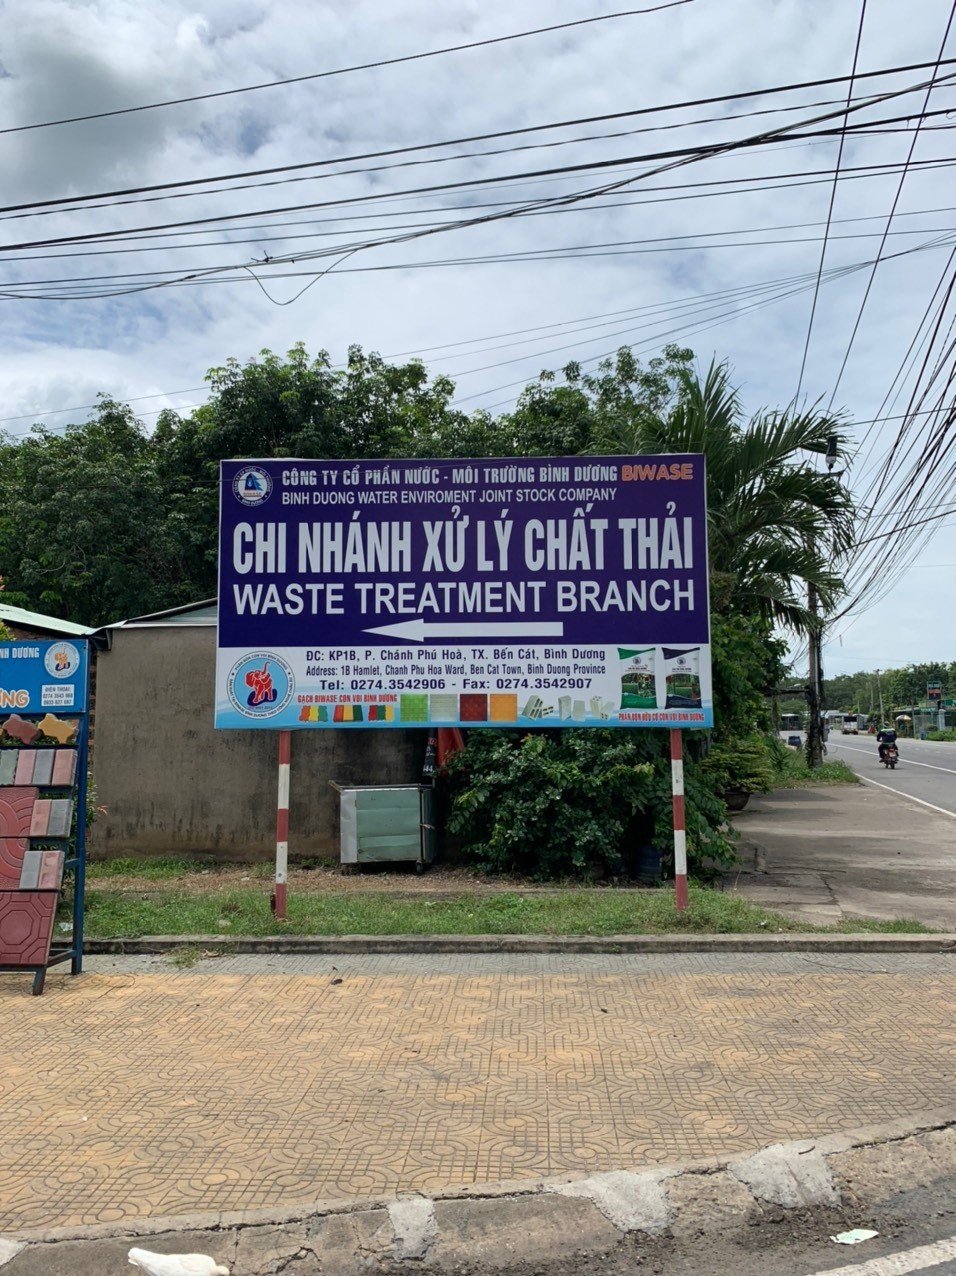 CÔNG TY CỔ PHẦN NƯỚC - MÔI TRƯỜNG BÌNH DƯƠNG BIWASE
BINH DUONG WATER ENVIROMENT JOINT STOCK COMPANY
CHI NHÁNH XỬ LÝ CHẤT THẢI
WASTE TREATMENT BRANCH
ĐC: KP1B, P. Chánh Phú Hoà, TX. Bến Cát, Bình Dương
Address: 1B Hamlet, Chanh Phu Hoa Ward, Ben Cat Town, Binh Duong Province
Tel: 0274.3542906 - Fax: 0274.3542907
GẠCH BIWASE CON VOI BÌNH DƯƠNG
PHÂN BÓN HỮU CƠ CON VOI BÌNH DƯƠNG
NH DƯƠNG
ĐIỆN THOẠI
NG